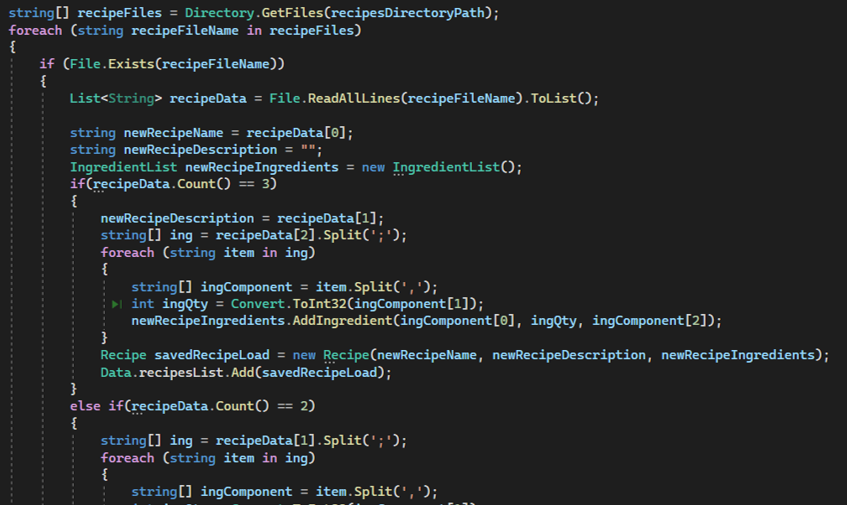 string[] recipeFiles = Directory.GetFiles(recipesDirectoryPath);
foreach (string recipeFileName in recipeFiles)
{
if (File.Exists(recipeFileName))
{
List<String> recipeData = File.ReadAllLines(recipeFileName).ToList();
string newRecipeName = recipeData[0];
string newRecipeDescription = "";
IngredientList newRecipeIngredients = new IngredientList();
if(recipeData.Count() == 3)
{
newRecipeDescription = recipeData[1];
string[] ing = recipeData[2].Split(';');
foreach (string item in ing)
{
string[] ingComponent = item.Split(',');
int ingQty = Convert.ToInt32(ingComponent[1]);
newRecipeIngredients.AddIngredient(ingComponent[0], ingQty, ingComponent[2]);
}
Recipe savedRecipeLoad = new Recipe(newRecipeName, newRecipeDescription, newRecipeIngredients);
Data.recipesList.Add(savedRecipeLoad);
}
else if(recipeData.Count() == 2)
{
string[] ing = recipeData[1].Split(';');
foreach (string item in ing)
{
string[] ingComponent = item.Split(',');